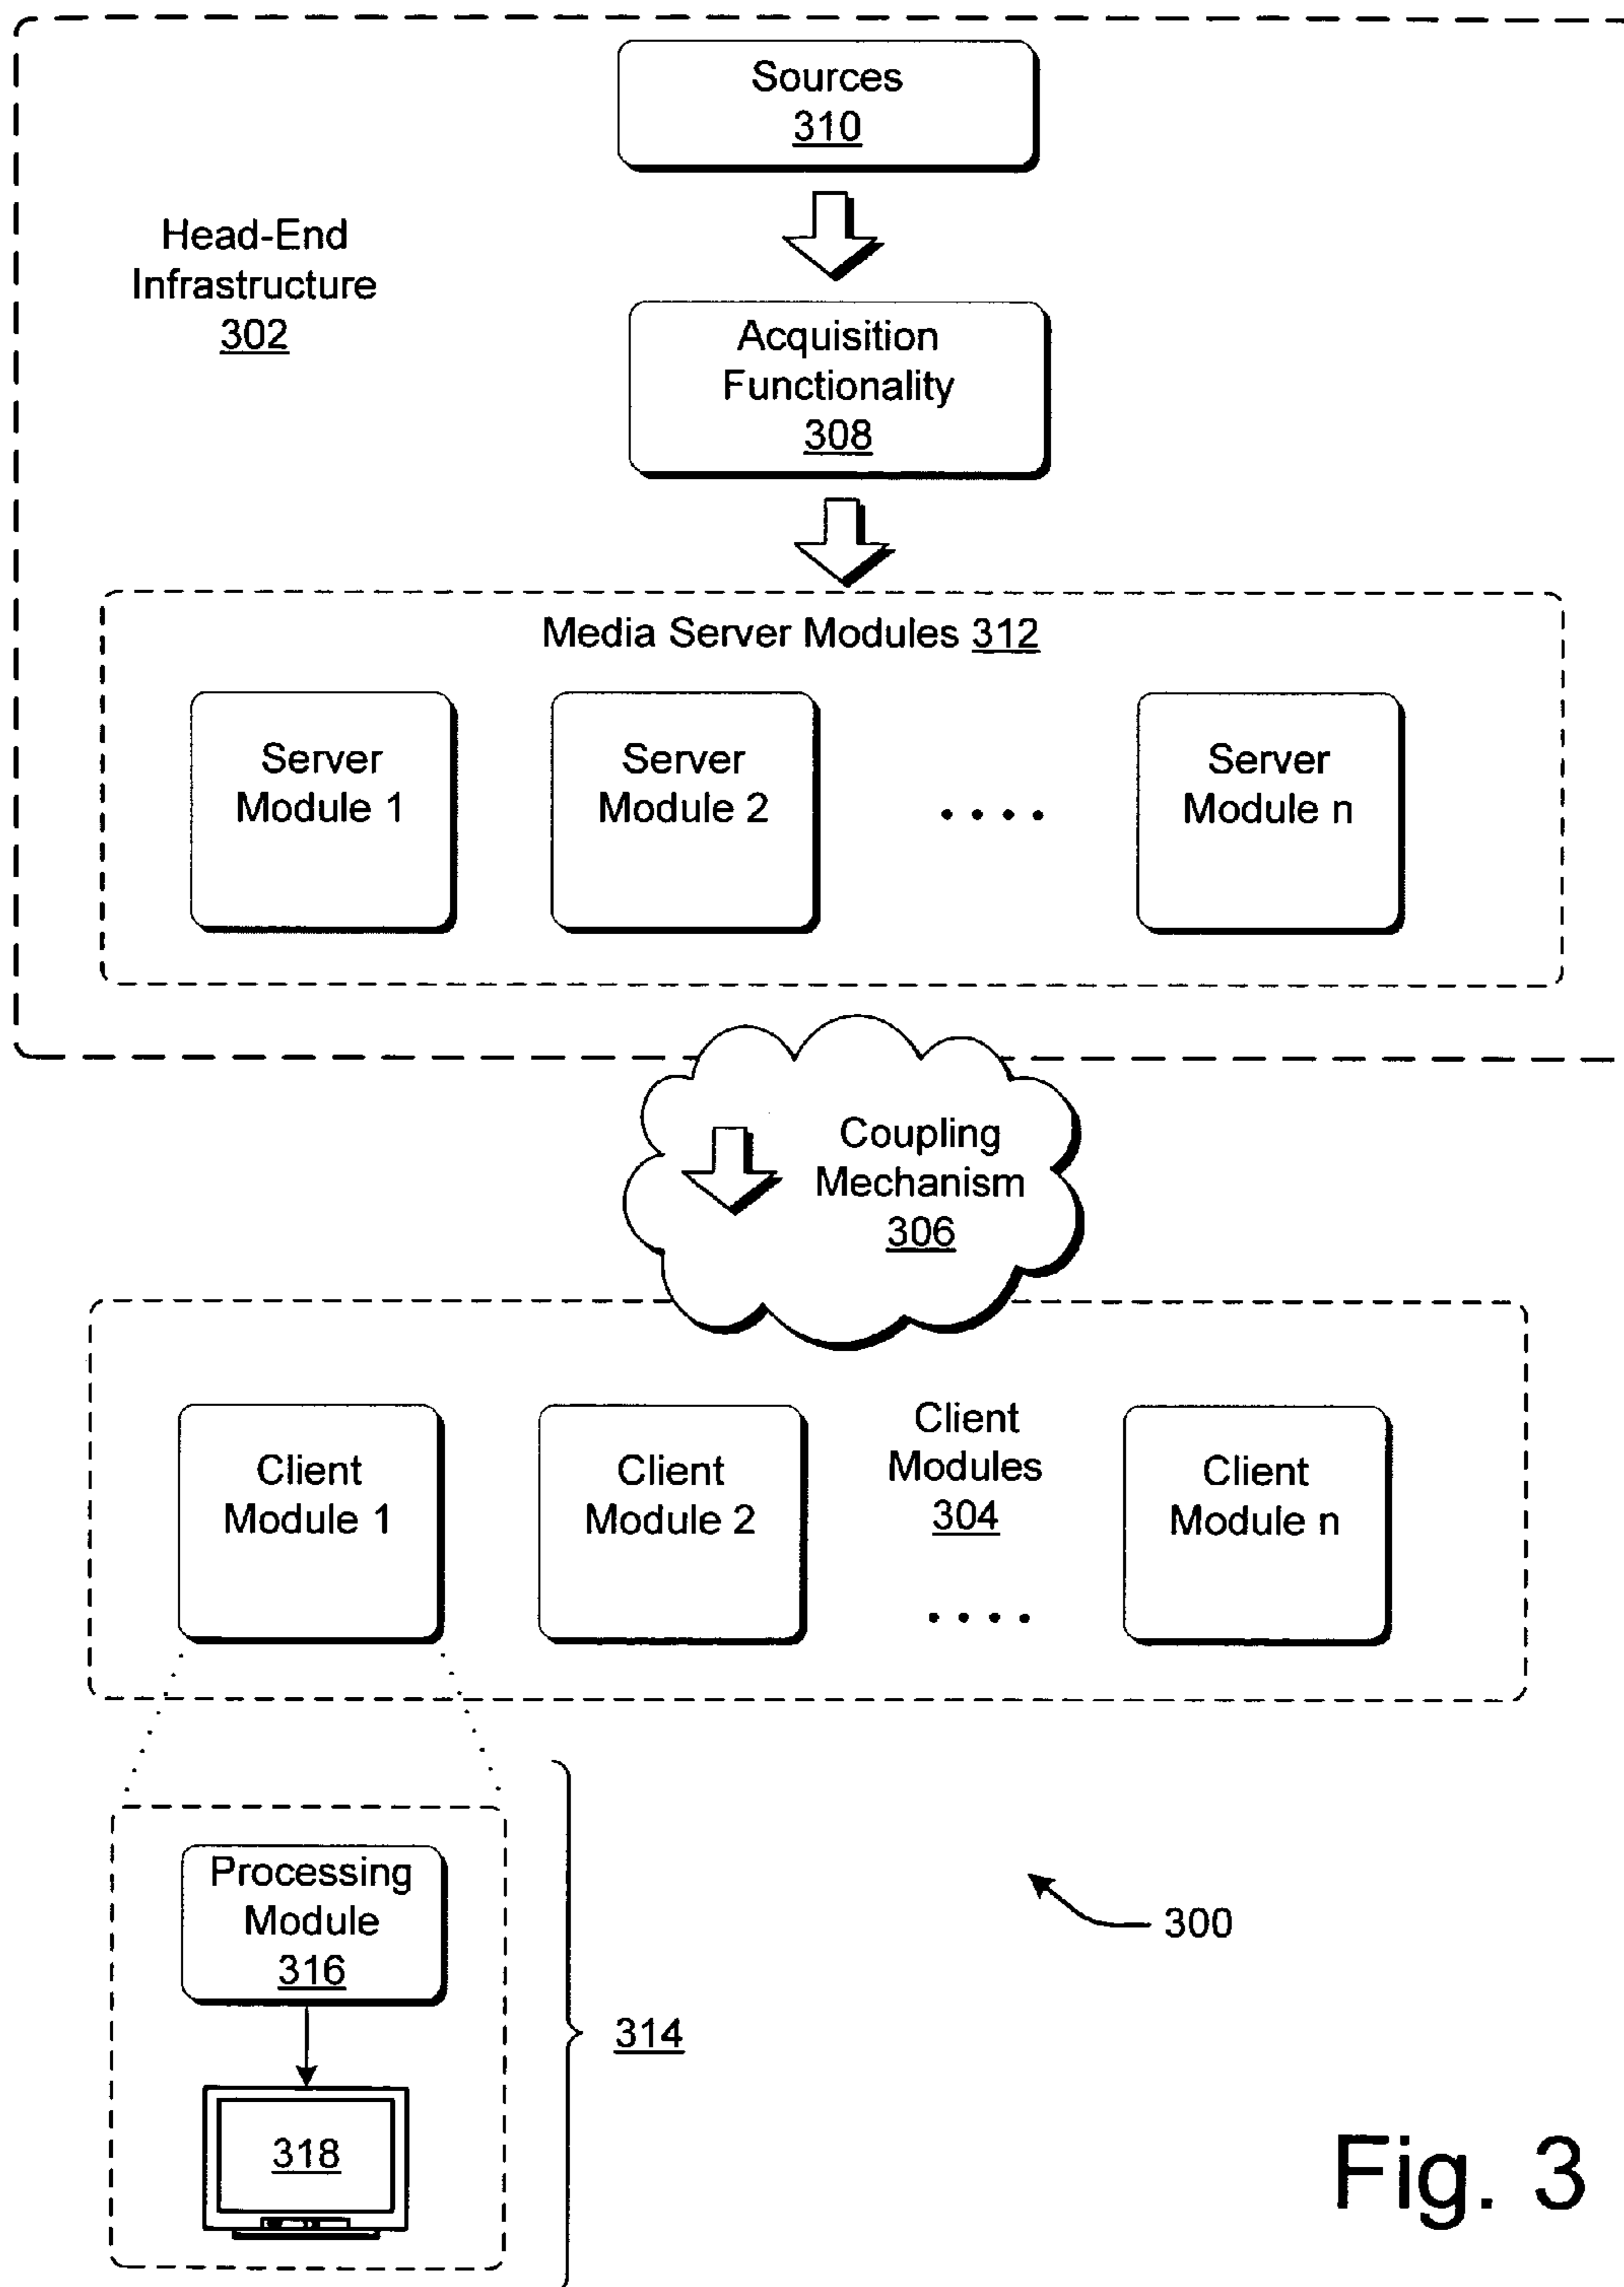 Sources
310
Head-End
Infrastructure
302
Acquisition
Functionality
308
Media Server Modules 312
Server
Module 1
Server
Module 2
Server
Module n
Coupling
Mechanism
306
Client
Module 1
Client
Module 2
Client
Modules
304
Client
Module n
Processing
Module
316
300
314
318
Fig. 3